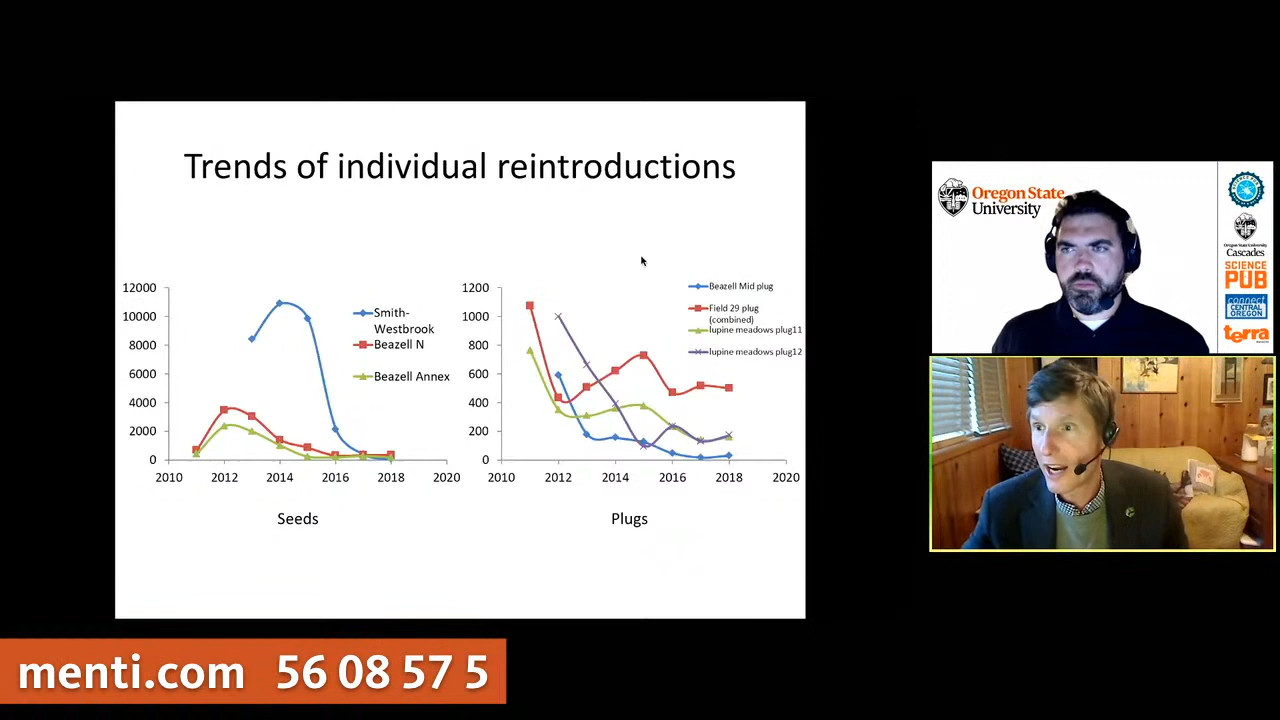 Trends of individual reintroductions
12000
10000
8000
6000
4000
2000
0
2010
2012
2014
2016
2018
2020
Smith-
Westbrook
Beazell N
Beazell Annex
Seeds
1200
1000
800
600
400
200
0
2010
2012
2014
2016
2018
2020
Beazell Mid plug
Field 29 plug
(combined)
lupine meadows plug11
lupine meadows plug12
Plugs
Oregon State
University
Oregon State University
Cascades
SCIENCE
PUB
connect
CENTRAL
OREGON
terra
menti.com 56 08 57 5